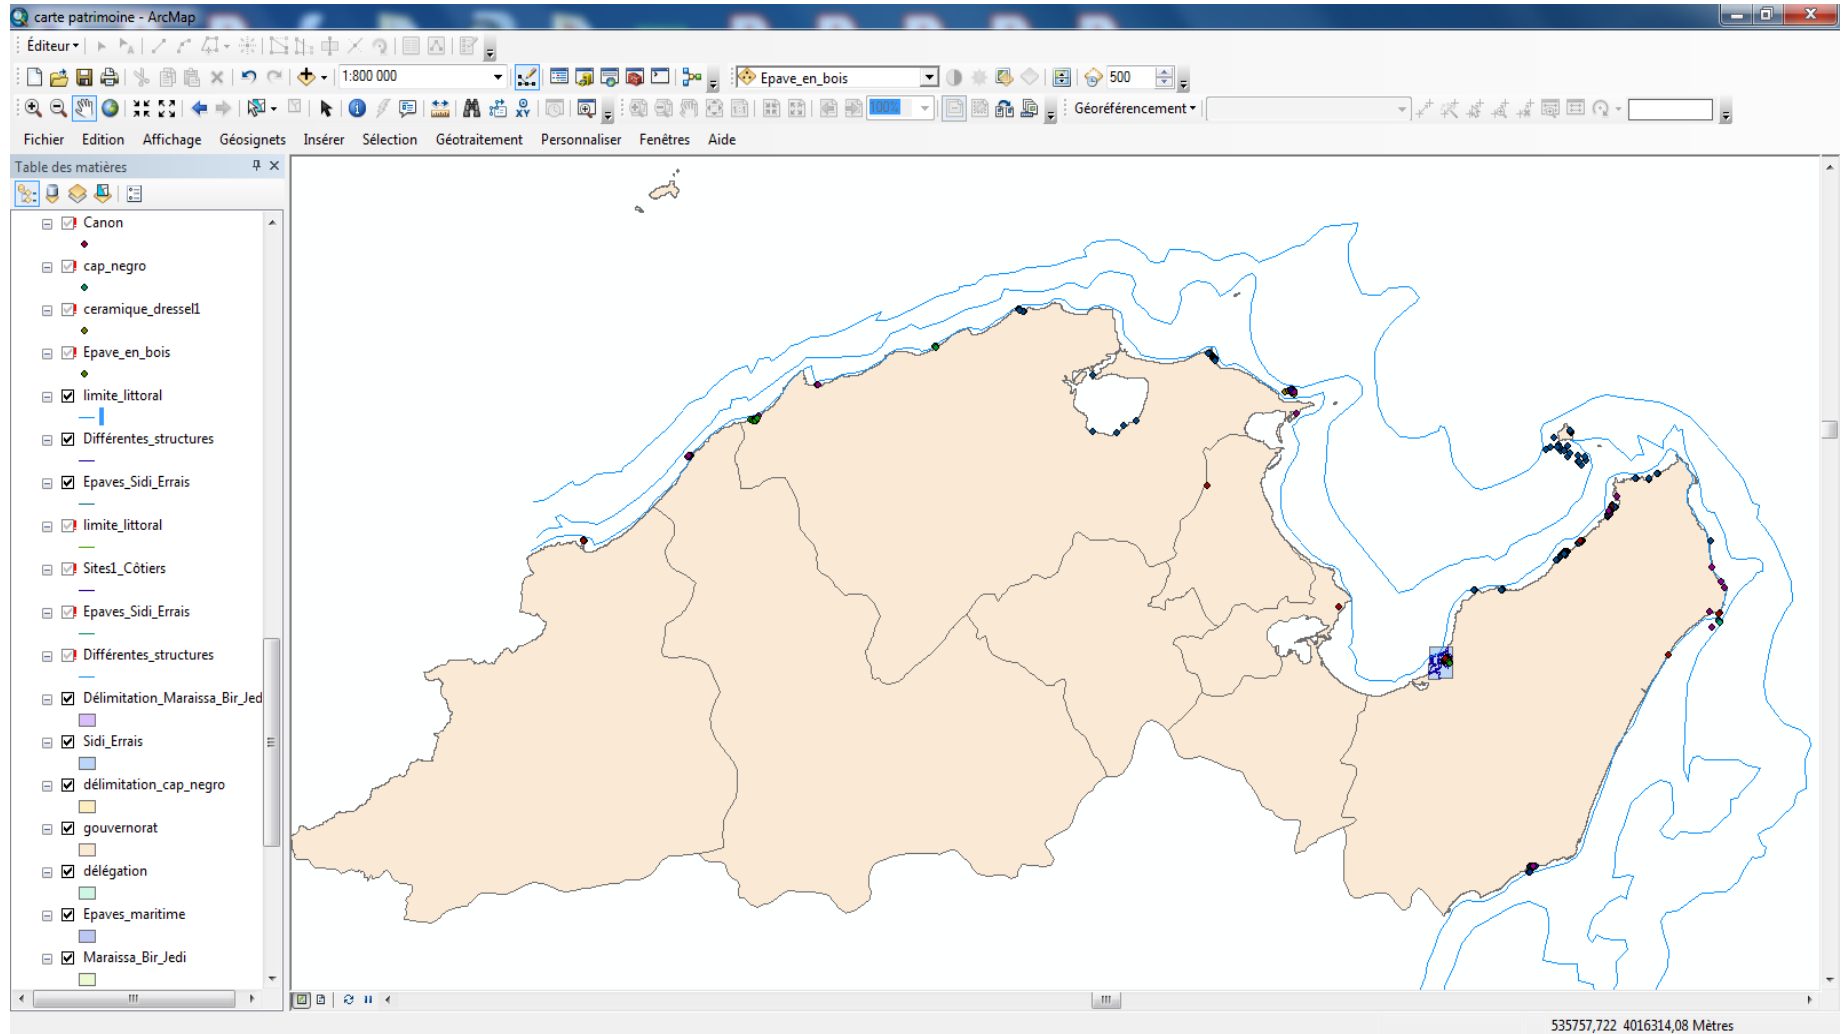 carte patrimoine - ArcMap
Éditeur
1:800 000
Epave_en_bois
500
100%
Géoréférencement
Fichier Edition Affichage Géosignets Insérer Sélection Géotraitement Personnaliser Fenêtres Aide
Table des matières
Canon
cap_negro
ceramique_dressel1
Epave_en_bois
limite_littoral
Différentes_structures
Epaves_Sidi_Errais
limite_littoral
Sites1_Côtiers
Epaves_Sidi_Errais
Différentes_structures
Délimitation_Maraissa_Bir_Jed
Sidi_Errais
délimitation_cap_negro
gouvernorat
délégation
Epaves_maritime
Maraissa_Bir_Jedi
535757,722 4016314,08 Mètres